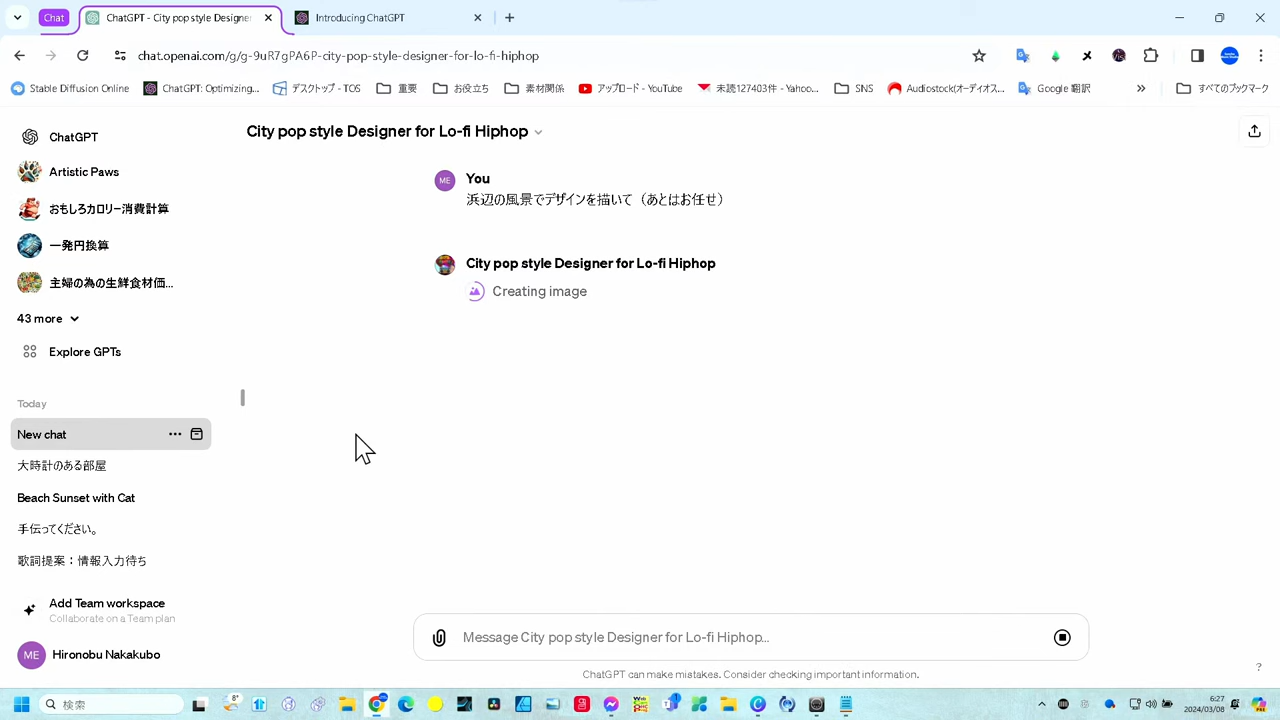 Chat
ChatGPT - City pop style Designer
Introducing ChatGPT
chat.openai.com/g/g-9uR7gPA6P-city-pop-style-designer-for-lo-fi-hiphop
Stable Diffusion Online
ChatGPT: Optimizing...
デスクトップ - TOS
重要
お役立ち
素材関係
アップロード - YouTube
未読127403件 - Yahoo...
SNS
Audiostock(オーディオス...
Google 翻訳
»
すべてのブックマーク
ChatGPT
City pop style Designer for Lo-fi Hiphop
Artistic Paws
ME
You
浜辺の風景でデザインを描いて（あとはお任せ）
おもしろカロリー消費計算
一発円換算
City pop style Designer for Lo-fi Hiphop
主婦の為の生鮮食材価...
Creating image
43 more
Explore GPTs
Today
New chat
大時計のある部屋
Beach Sunset with Cat
手伝ってください。
歌詞提案：情報入力待ち
Add Team workspace
Collaborate on a Team plan
Message City pop style Designer for Lo-fi Hiphop...
ME
Hironobu Nakakubo
ChatGPT can make mistakes. Consider checking important information.
?
検索
8°
6:27
2024/03/08